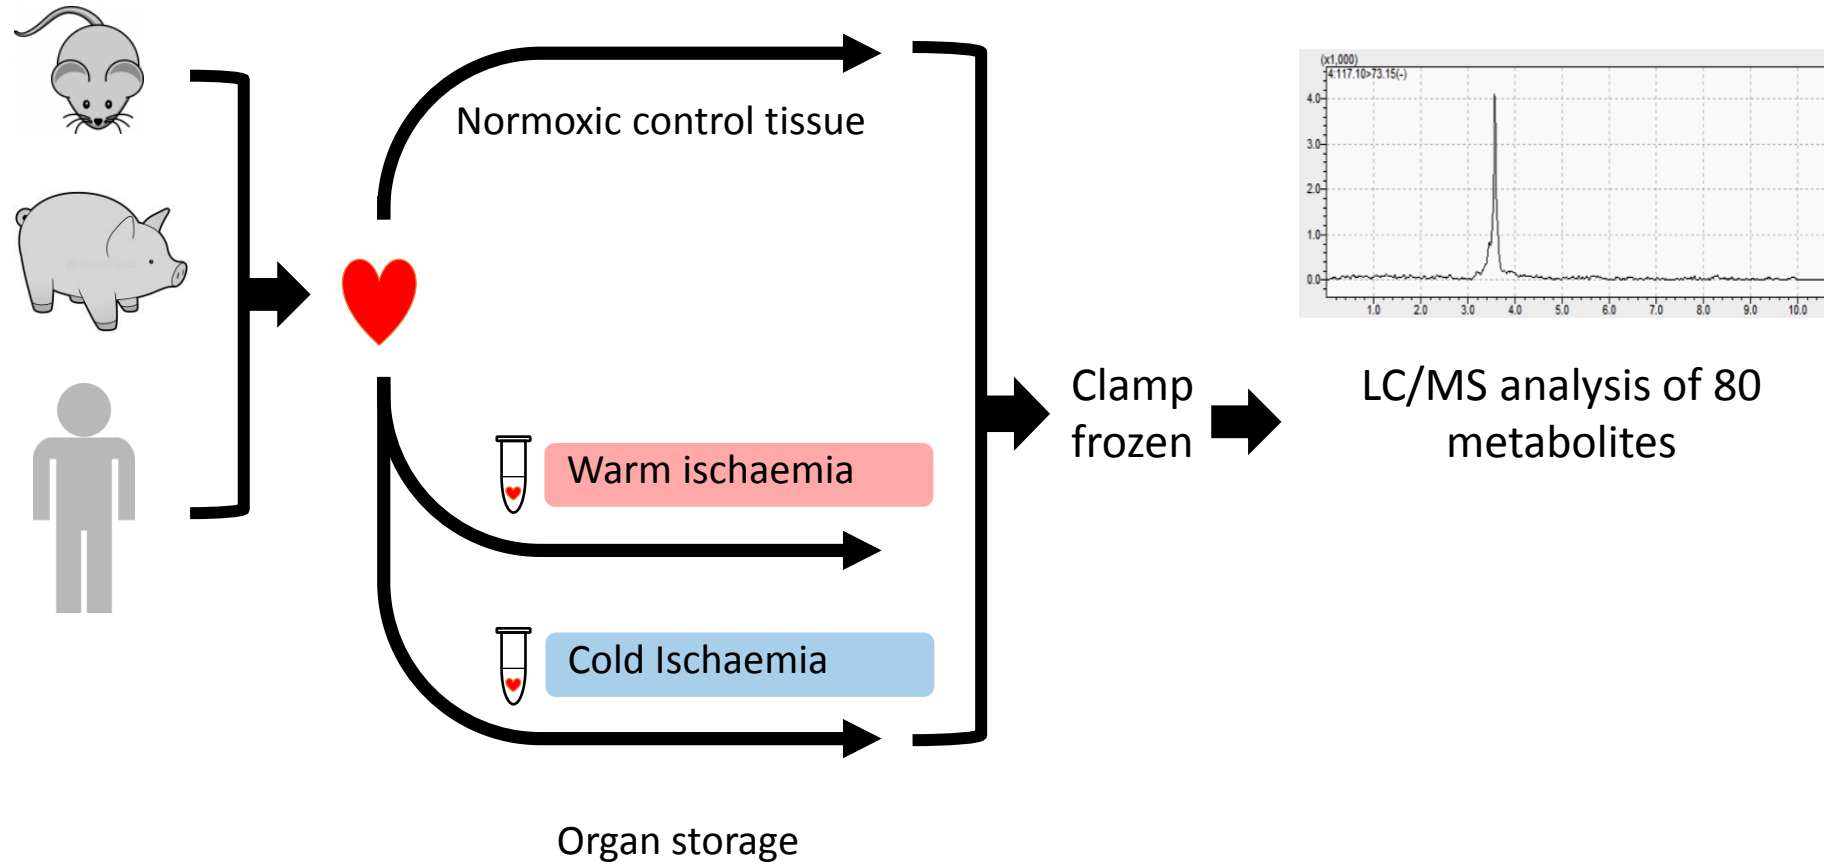 Normoxic control tissue
Warm ischaemia
Cold Ischaemia
Organ storage
Clamp
frozen
(x1,000)
4:117.10>73.15(-)
4.0
3.0
2.0
1.0
0.0
1.0 2.0 3.0 4.0 5.0 6.0 7.0 8.0 9.0 10.0
LC/MS analysis of 80
metabolites